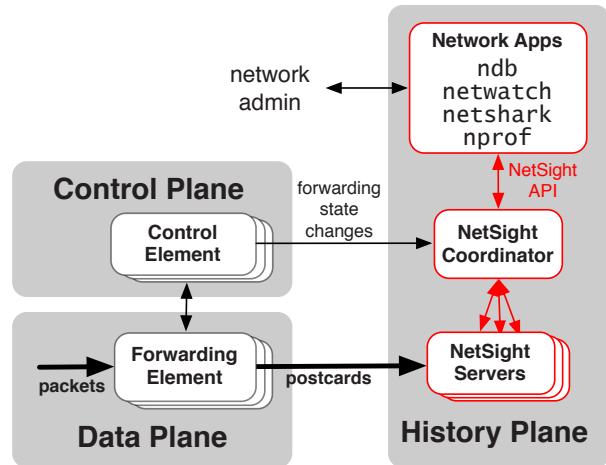 Network Apps
ndb
netwatch
netshark
nprof
network
admin
NetSight
API
Control Plane
forwarding
state
changes
Control
Element
NetSight
Coordinator
Forwarding
Element
packets
postcards
NetSight
Servers
Data Plane
History Plane